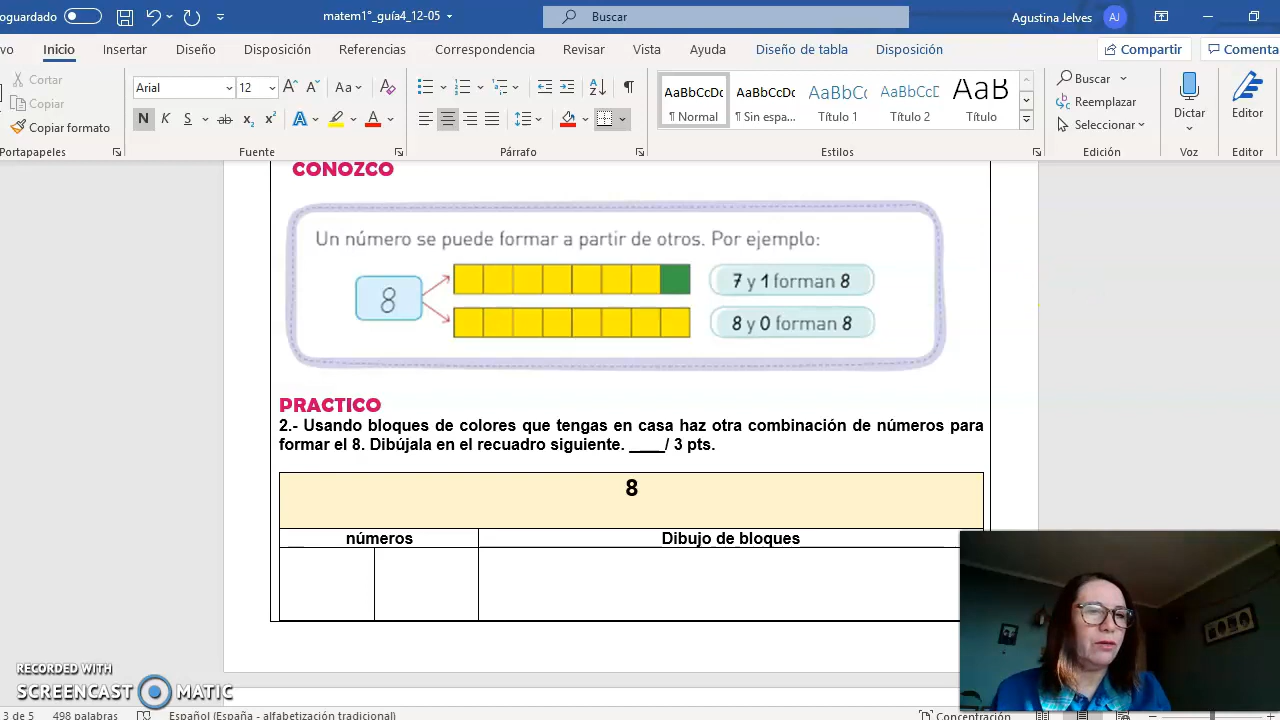 oguardado
matem1°_guía4_12-05
Buscar
Agustina Jelves
AJ
vo Inicio Insertar Diseño Disposición Referencias Correspondencia Revisar Vista Ayuda Diseño de tabla Disposición
Compartir
Comenta
Cortar
Copiar
Copiar formato
Portapapeles
Arial
12
Aa
N K S ab x₂ x²
Fuente
Párrafo
AaBbCcDc AaBbCcDc AaBbCc AaBbCcD AaB
¶ Normal ¶ Sin espa... Título 1 Título 2 Título
Estilos
Buscar
Reemplazar
Seleccionar
Edición
Dictar
Voz
Editor
Editor
CONOZCO
Un número se puede formar a partir de otros. Por ejemplo:
8
7 y 1 forman 8
8 y 0 forman 8
PRACTICO
2.- Usando bloques de colores que tengas en casa haz otra combinación de números para
formar el 8. Dibújala en el recuadro siguiente. ____/ 3 pts.
8
números Dibujo de bloques
RECORDED WITH
SCREENCAST MATIC
3 de 5 498 palabras Español (España - alfabetización tradicional) Concentración